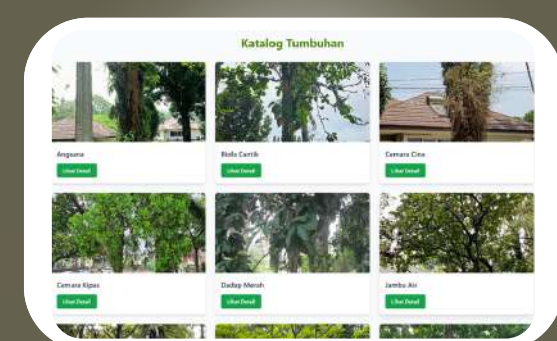 Katalog Tumbuhan
Angsana
Biola Cantik
Cemara Cina
Lihat Detail
Lihat Detail
Lihat Detail
Cemara Kipas
Dadap Merah
Jambu Air
Lihat Detail
Lihat Detail
Lihat Detail